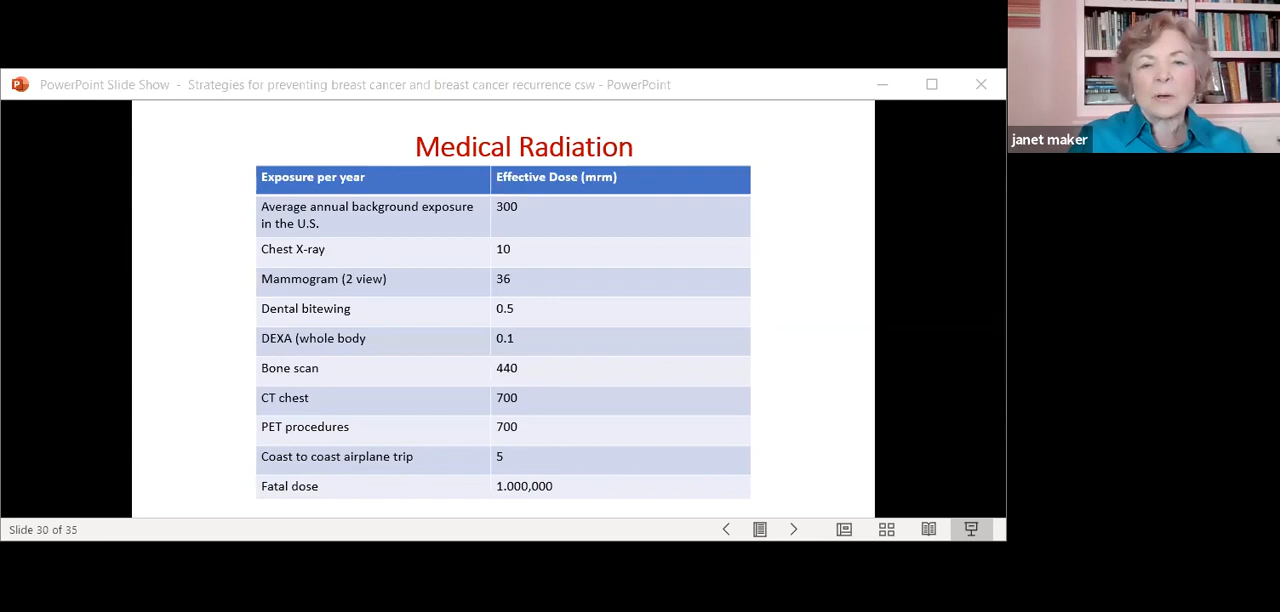 PowerPoint Slide Show - Strategies for preventing breast cancer and breast cancer recurrence csw - PowerPoint
janet maker
Medical Radiation
Exposure per year Effective Dose (mrm)
Average annual background exposure
in the U.S. 300
Chest X-ray 10
Mammogram (2 view) 36
Dental bitewing 0.5
DEXA (whole body 0.1
Bone scan 440
CT chest 700
PET procedures 700
Coast to coast airplane trip 5
Fatal dose 1.000,000
Slide 30 of 35